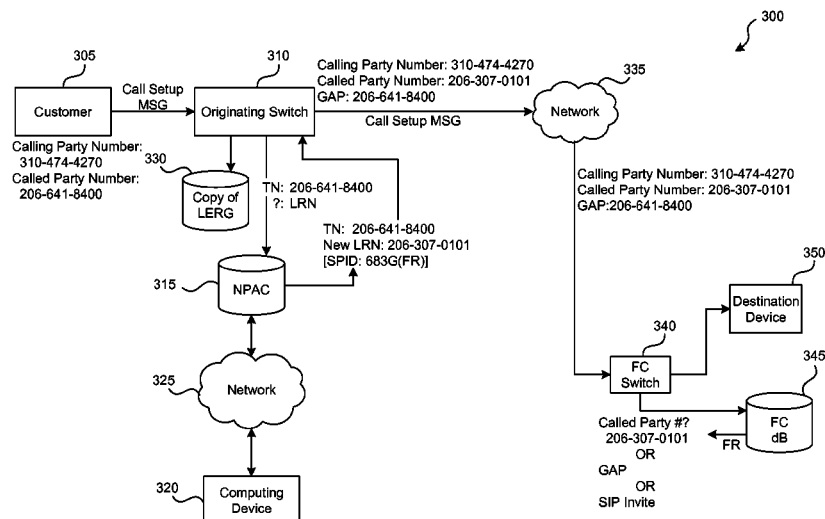 300
305
Customer
Calling Party Number:
310-474-4270
Called Party Number:
206-641-8400
Call Setup
MSG
310
Originating Switch
Calling Party Number: 310-474-4270
Called Party Number: 206-307-0101
GAP: 206-641-8400
Call Setup MSG
335
Network
330
Copy of
LERG
TN: 206-641-8400
?: LRN
TN: 206-641-8400
New LRN: 206-307-0101
[SPID: 683G(FR)]
315
NPAC
325
Network
320
Computing
Device
Calling Party Number: 310-474-4270
Called Party Number: 206-307-0101
GAP:206-641-8400
350
Destination
Device
340
FC
Switch
345
FC
dB
FR
Called Party #?
206-307-0101
OR
GAP
OR
SIP Invite